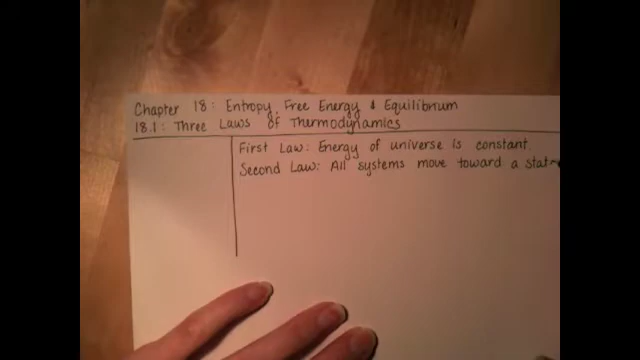 Chapter 18: Entropy, Free Energy & Equilibrium
18.1: Three Laws of Thermodynamics
First Law: Energy of universe is constant.
Second Law: All systems move toward a